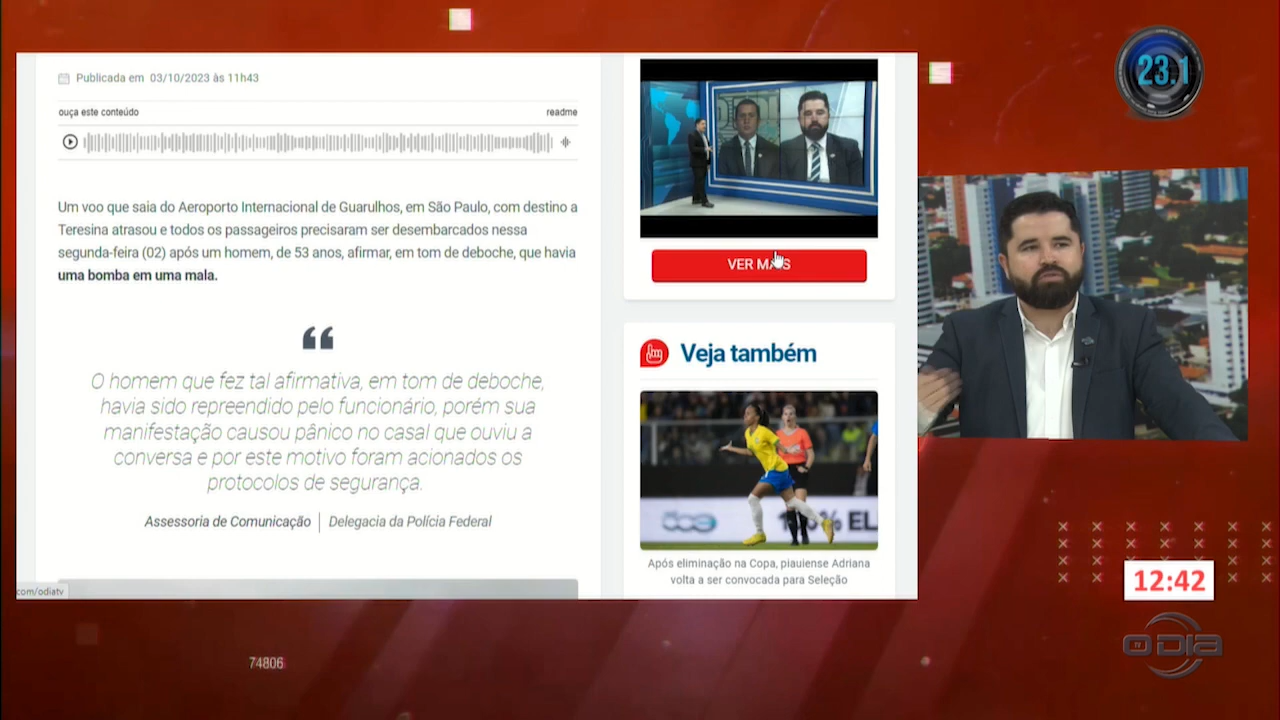 Publicada em 03/10/2023 às 11h43
ouça este conteúdo
readme
Um voo que saia do Aeroporto Internacional de Guarulhos, em São Paulo, com destino a
Teresina atrasou e todos os passageiros precisaram ser desembarcados nessa
segunda-feira (02) após um homem, de 53 anos, afirmar, em tom de deboche, que havia
uma bomba em uma mala.
“
O homem que fez tal afirmativa, em tom de deboche,
havia sido repreendido pelo funcionário, porém sua
manifestação causou pânico no casal que ouviu a
conversa e por este motivo foram acionados os
protocolos de segurança.
Assessoria de Comunicação | Delegacia da Polícia Federal
com/odiatv
VER MAIS
Veja também
Após eliminação na Copa, piauiense Adriana
volta a ser convocada para Seleção
23.1
12:42
O DIA
74806